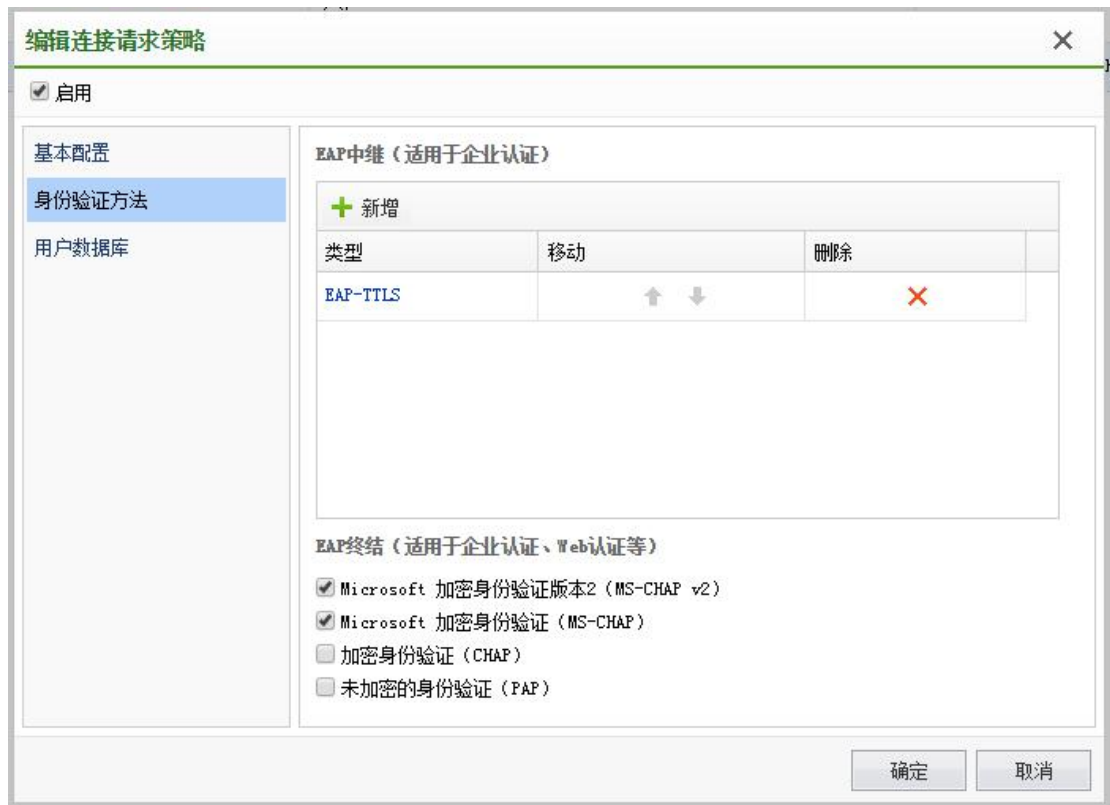 编辑连接请求策略
启用
基本配置
身份验证方法
用户数据库
EAP中继(适用于企业认证)
新增
类型 移动 删除
EAP-TTLS
EAP终结(适用于企业认证、Web认证等)
Microsoft 加密身份验证版本2(MS-CHAP v2)
Microsoft 加密身份验证(MS-CHAP)
加密身份验证(CHAP)
未加密的身份验证(PAP)
确定 取消